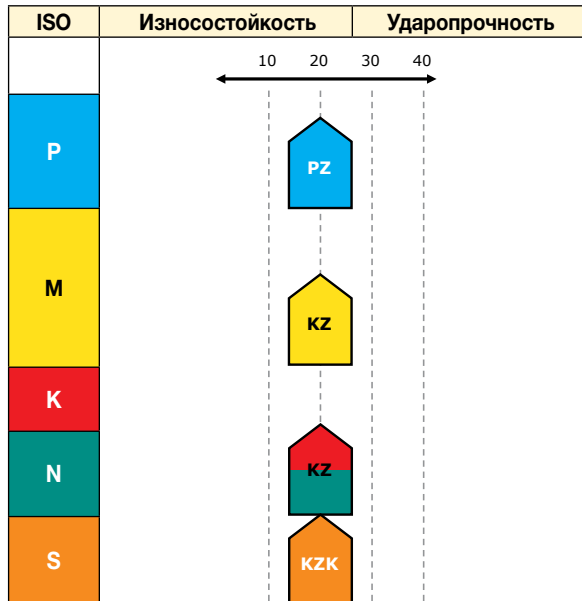 ISO Износостойкость Ударопрочность
10 20 30 40
P
PZ
M
KZ
K
N
KZ
S
KZK